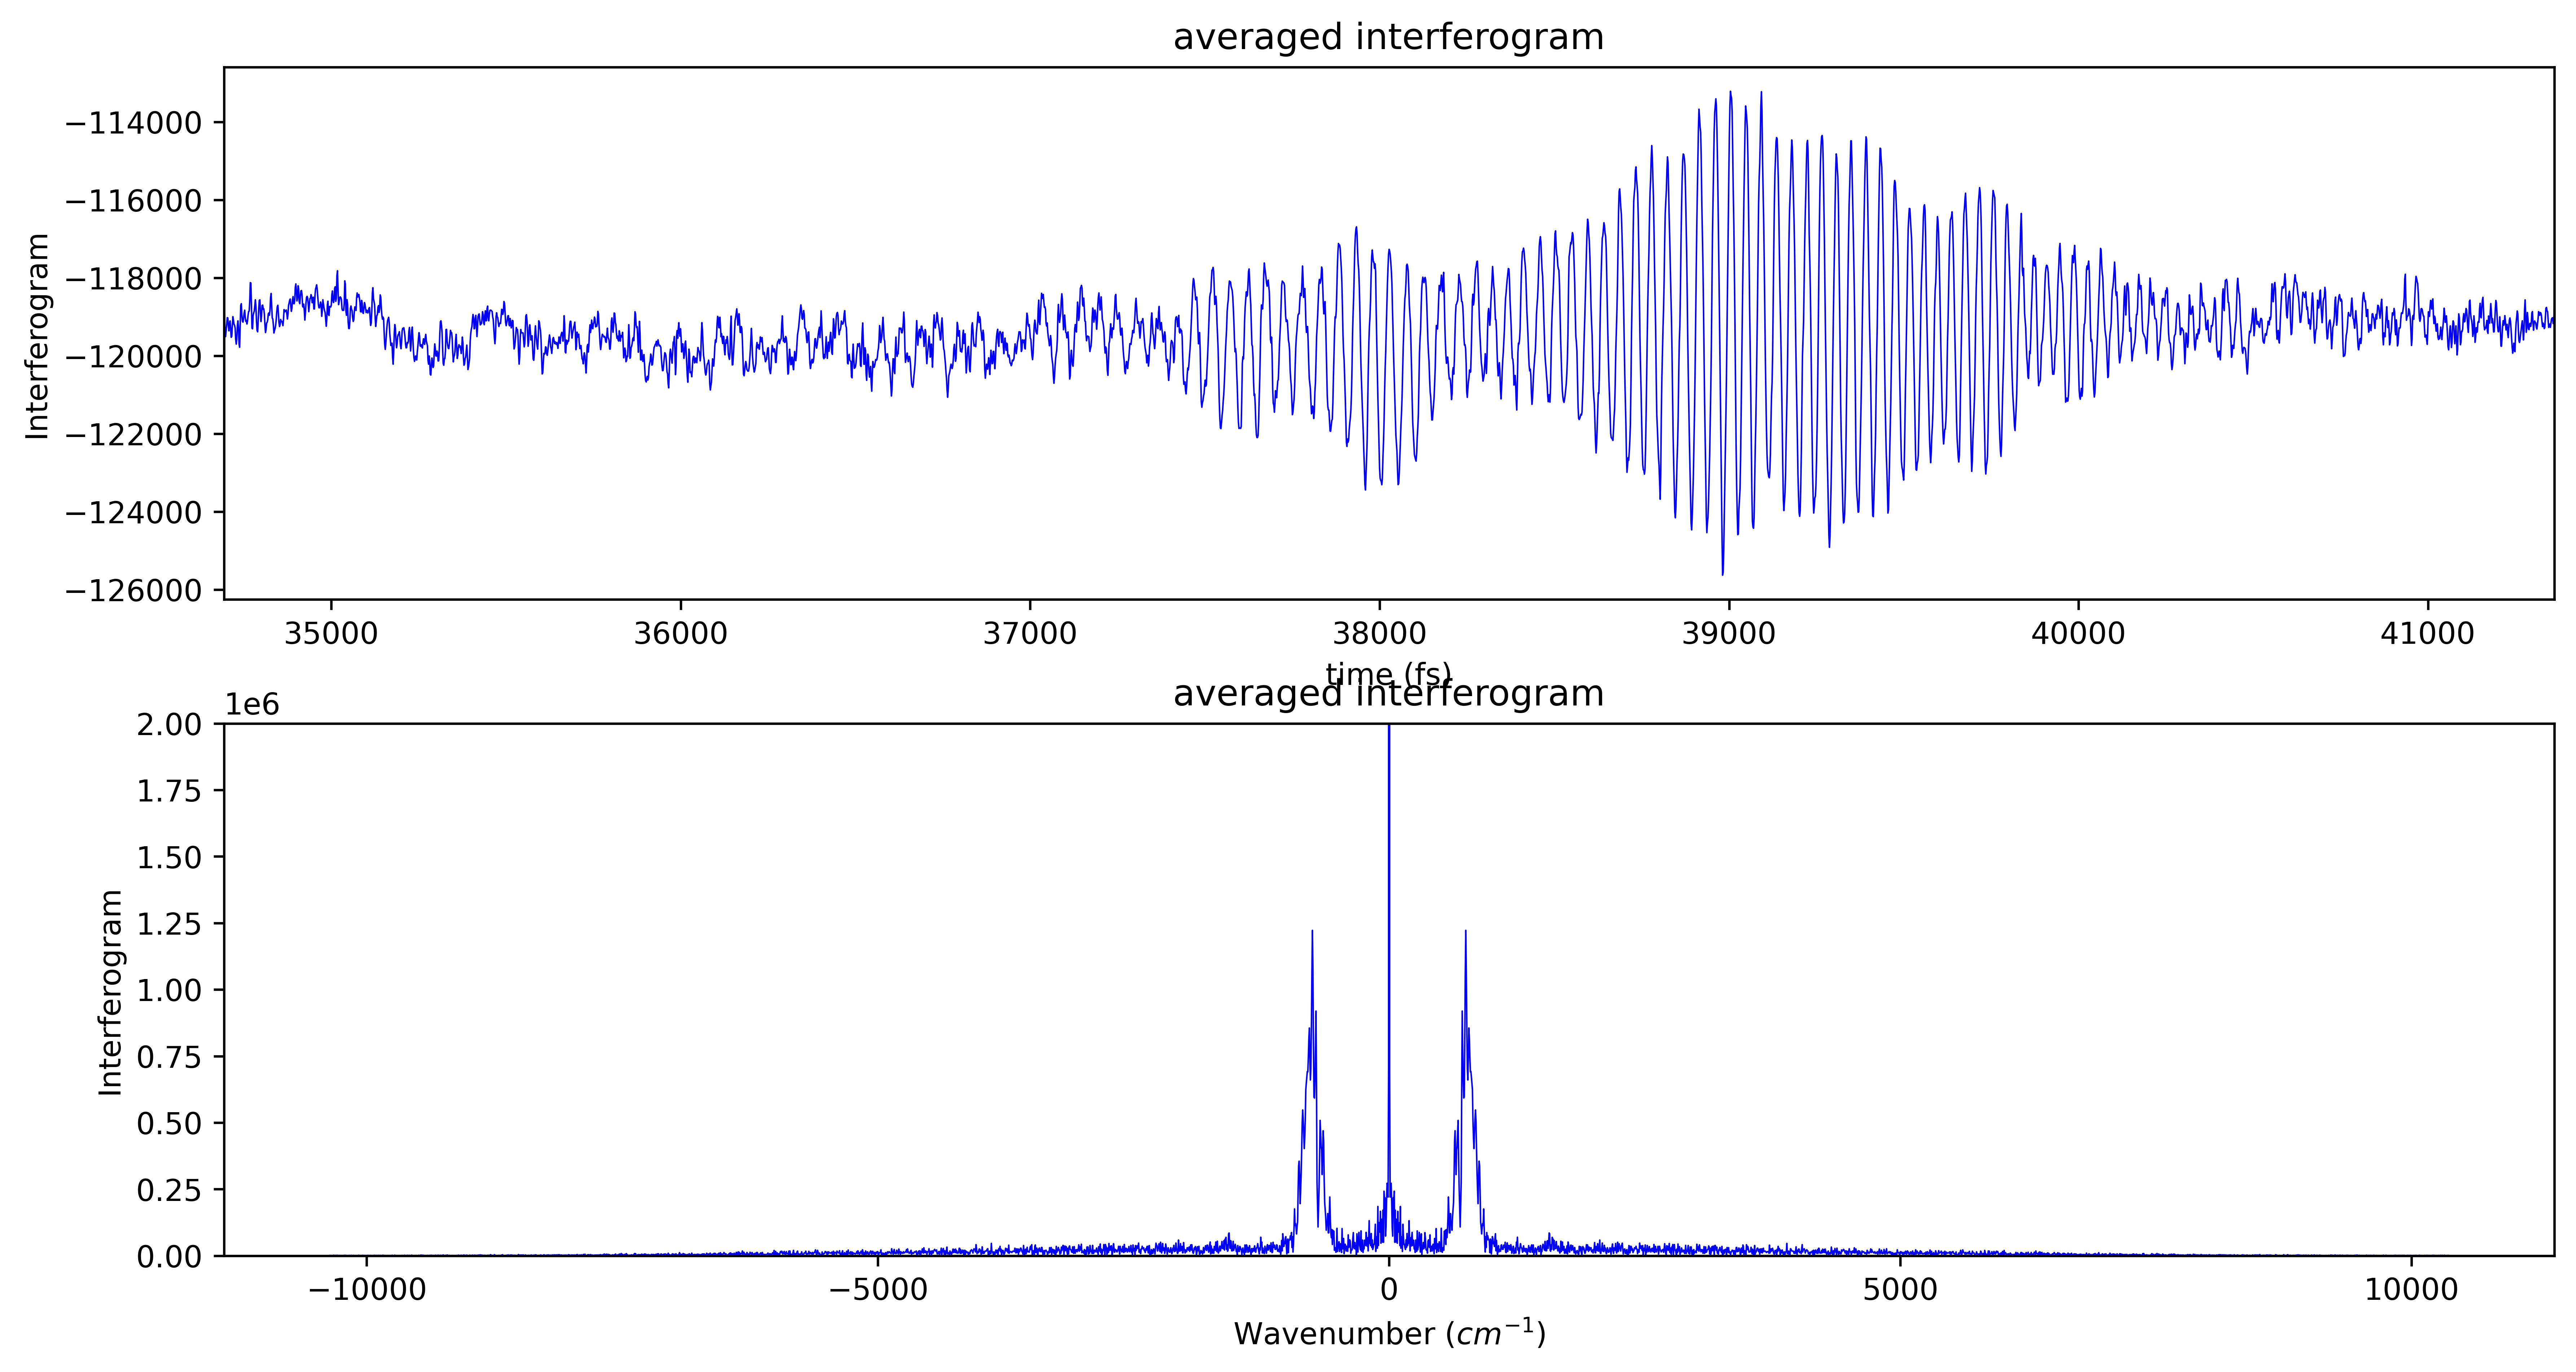 averaged interferogram
Interferogram
−114000
−116000
−118000
−120000
−122000
−124000
−126000
35000 36000 37000 38000 39000 40000 41000
time (fs)
averaged interferogram
1e6
Interferogram
2.00
1.75
1.50
1.25
1.00
0.75
0.50
0.25
0.00
−10000 −5000 0 5000 10000
Wavenumber (cm⁻¹)